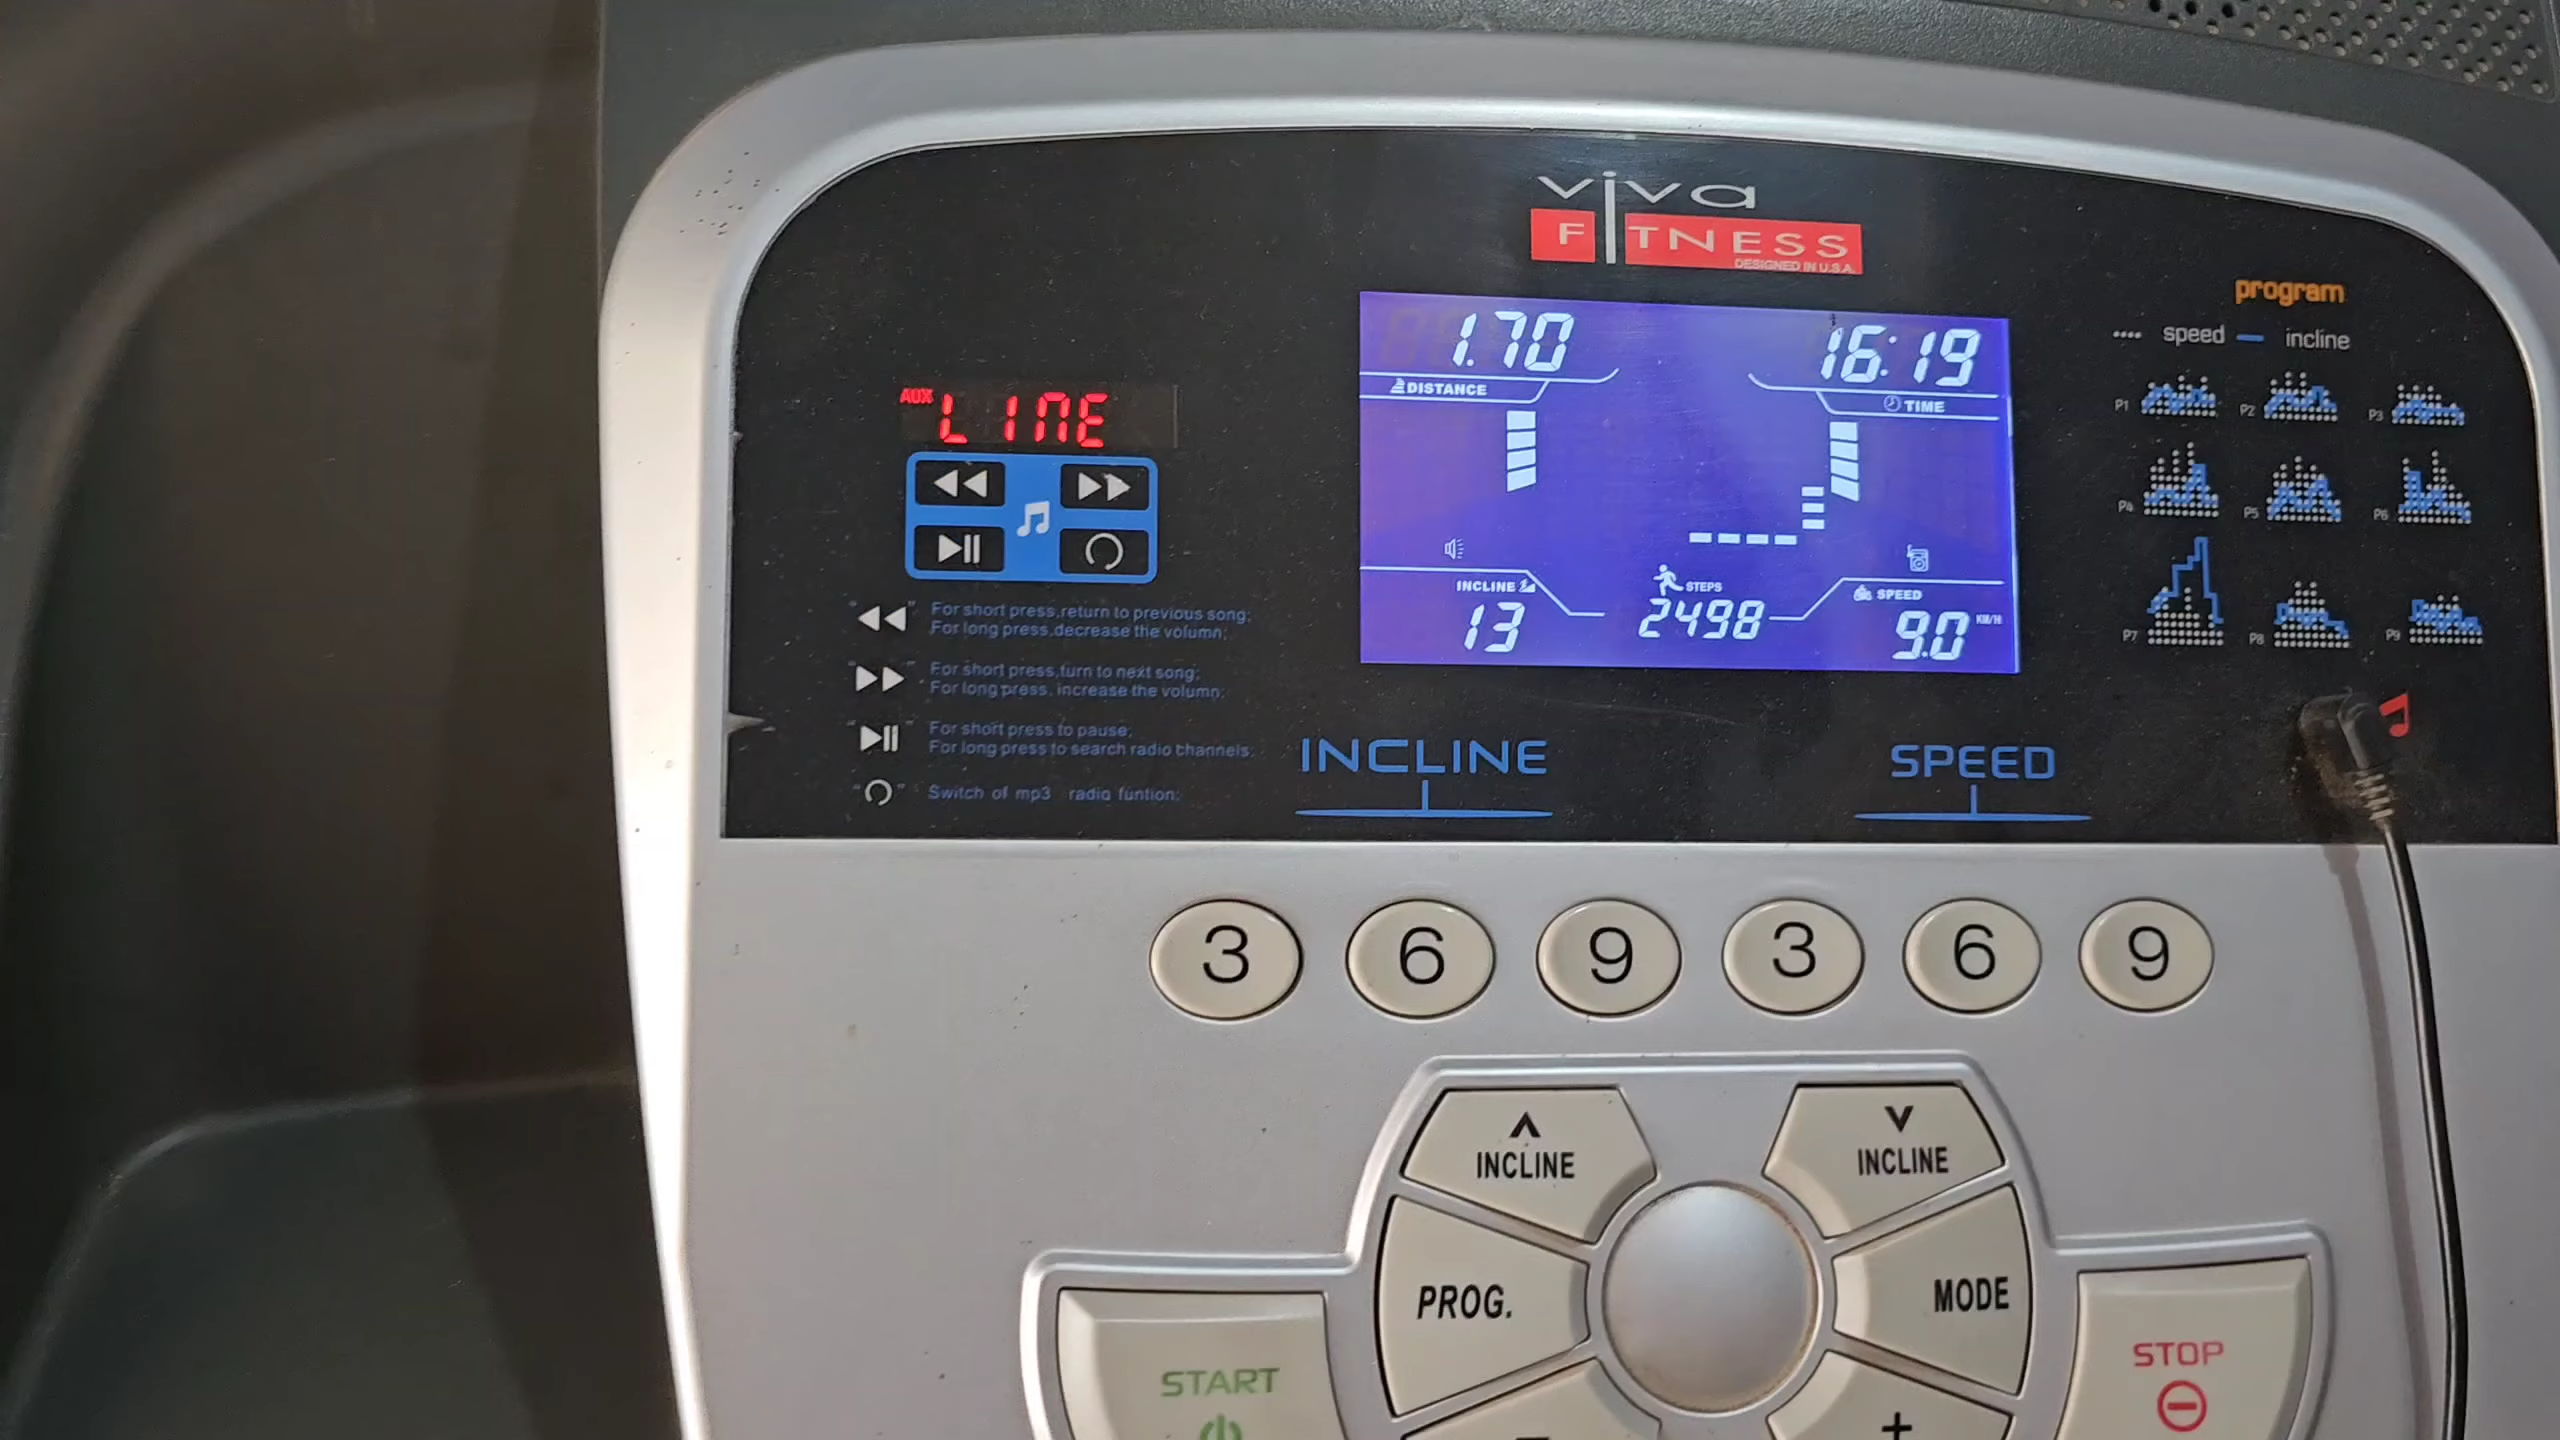 viva
FITNESS
DESIGNED IN U.S.A.
program
speed incline
1.70
DISTANCE
16:19
TIME
AUX
LINE
P1 P2 P3
P4 P5 P6
P7 P8 P9
INCLINE
13
STEPS
2498
SPEED
9.0 KM/H
" " For short press,return to previous song;
For long press,decrease the volumn;
" " For short press,turn to next song;
For long press, increase the volumn;
" " For short press to pause;
For long press to search radio channels;
" " Switch of mp3 radio funtion;
INCLINE
SPEED
3 6 9 3 6 9
INCLINE
INCLINE
PROG.
MODE
START
STOP
+